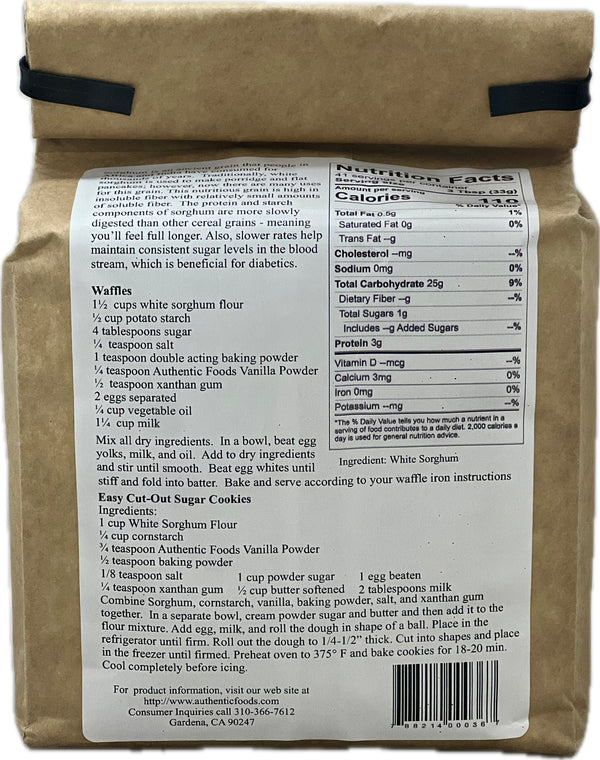 sorghum is used to make porridge and flat
pancakes; however, now there are many uses
for this grain. This nutritious grain is high in
insoluble fiber with relatively small amounts
of soluble fiber. The protein and starch
components of sorghum are more slowly
digested than other cereal grains - meaning
you'll feel full longer. Also, slower rates help
maintain consistent sugar levels in the blood
stream, which is beneficial for diabetics.
Waffles
1½ cups white sorghum flour
½ cup potato starch
4 tablespoons sugar
¼ teaspoon salt
1 teaspoon double acting baking powder
¼ teaspoon Authentic Foods Vanilla Powder
½ teaspoon xanthan gum
2 eggs separated
¼ cup vegetable oil
1¼ cup milk
Mix all dry ingredients. In a bowl, beat egg
yolks, milk, and oil. Add to dry ingredients
and stir until smooth. Beat egg whites until
stiff and fold into batter. Bake and serve according to your waffle iron instructions
Nutrition Facts
41 servings per container
Serving size 3 Tbsp (33g)
Amount per serving
Calories 110
% Daily Value*
Total Fat 0.5g 1%
Saturated Fat 0g 0%
Trans Fat --g
Cholesterol --mg --%
Sodium 0mg 0%
Total Carbohydrate 25g 9%
Dietary Fiber --g --%
Total Sugars 1g
Includes --g Added Sugars --%
Protein 3g
Vitamin D --mcg --%
Calcium 3mg 0%
Iron 0mg 0%
Potassium --mg --%
*The % Daily Value tells you how much a nutrient in a
serving of food contributes to a daily diet. 2,000 calories a
day is used for general nutrition advice.
Ingredient: White Sorghum
Easy Cut-Out Sugar Cookies
Ingredients:
1 cup White Sorghum Flour
¼ cup cornstarch
¾ teaspoon Authentic Foods Vanilla Powder
½ teaspoon baking powder
1/8 teaspoon salt 1 cup powder sugar 1 egg beaten
¼ teaspoon xanthan gum ½ cup butter softened 2 tablespoons milk
Combine Sorghum, cornstarch, vanilla, baking powder, salt, and xanthan gum
together. In a separate bowl, cream powder sugar and butter and then add it to the
flour mixture. Add egg, milk, and roll the dough in shape of a ball. Place in the
refrigerator until firm. Roll out the dough to 1/4-1/2" thick. Cut into shapes and place
in the freezer until firmed. Preheat oven to 375° F and bake cookies for 18-20 min.
Cool completely before icing.
For product information, visit our web site at
http://www.authenticfoods.com
Consumer Inquiries call 310-366-7612
Gardena, CA 90247
7 88214 00036 7